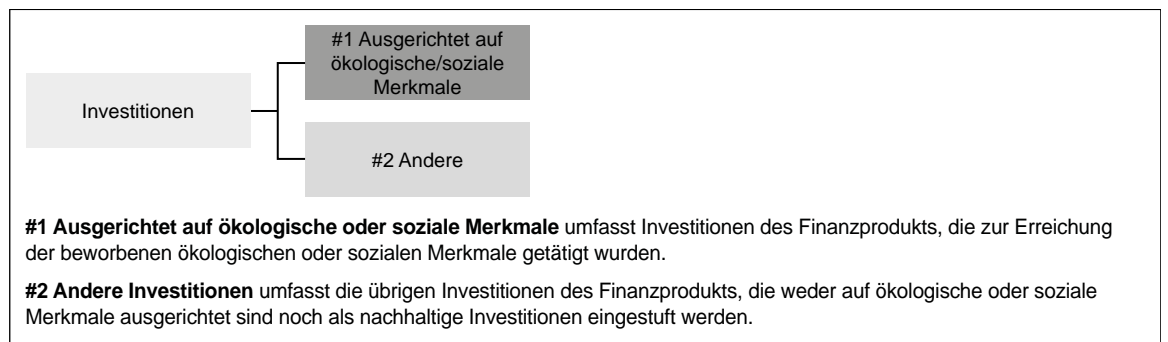 #1 Ausgerichtet auf
ökologische/soziale
Merkmale
Investitionen
#2 Andere
#1 Ausgerichtet auf ökologische oder soziale Merkmale umfasst Investitionen des Finanzprodukts, die zur Erreichung
der beworbenen ökologischen oder sozialen Merkmale getätigt wurden.
#2 Andere Investitionen umfasst die übrigen Investitionen des Finanzprodukts, die weder auf ökologische oder soziale
Merkmale ausgerichtet sind noch als nachhaltige Investitionen eingestuft werden.